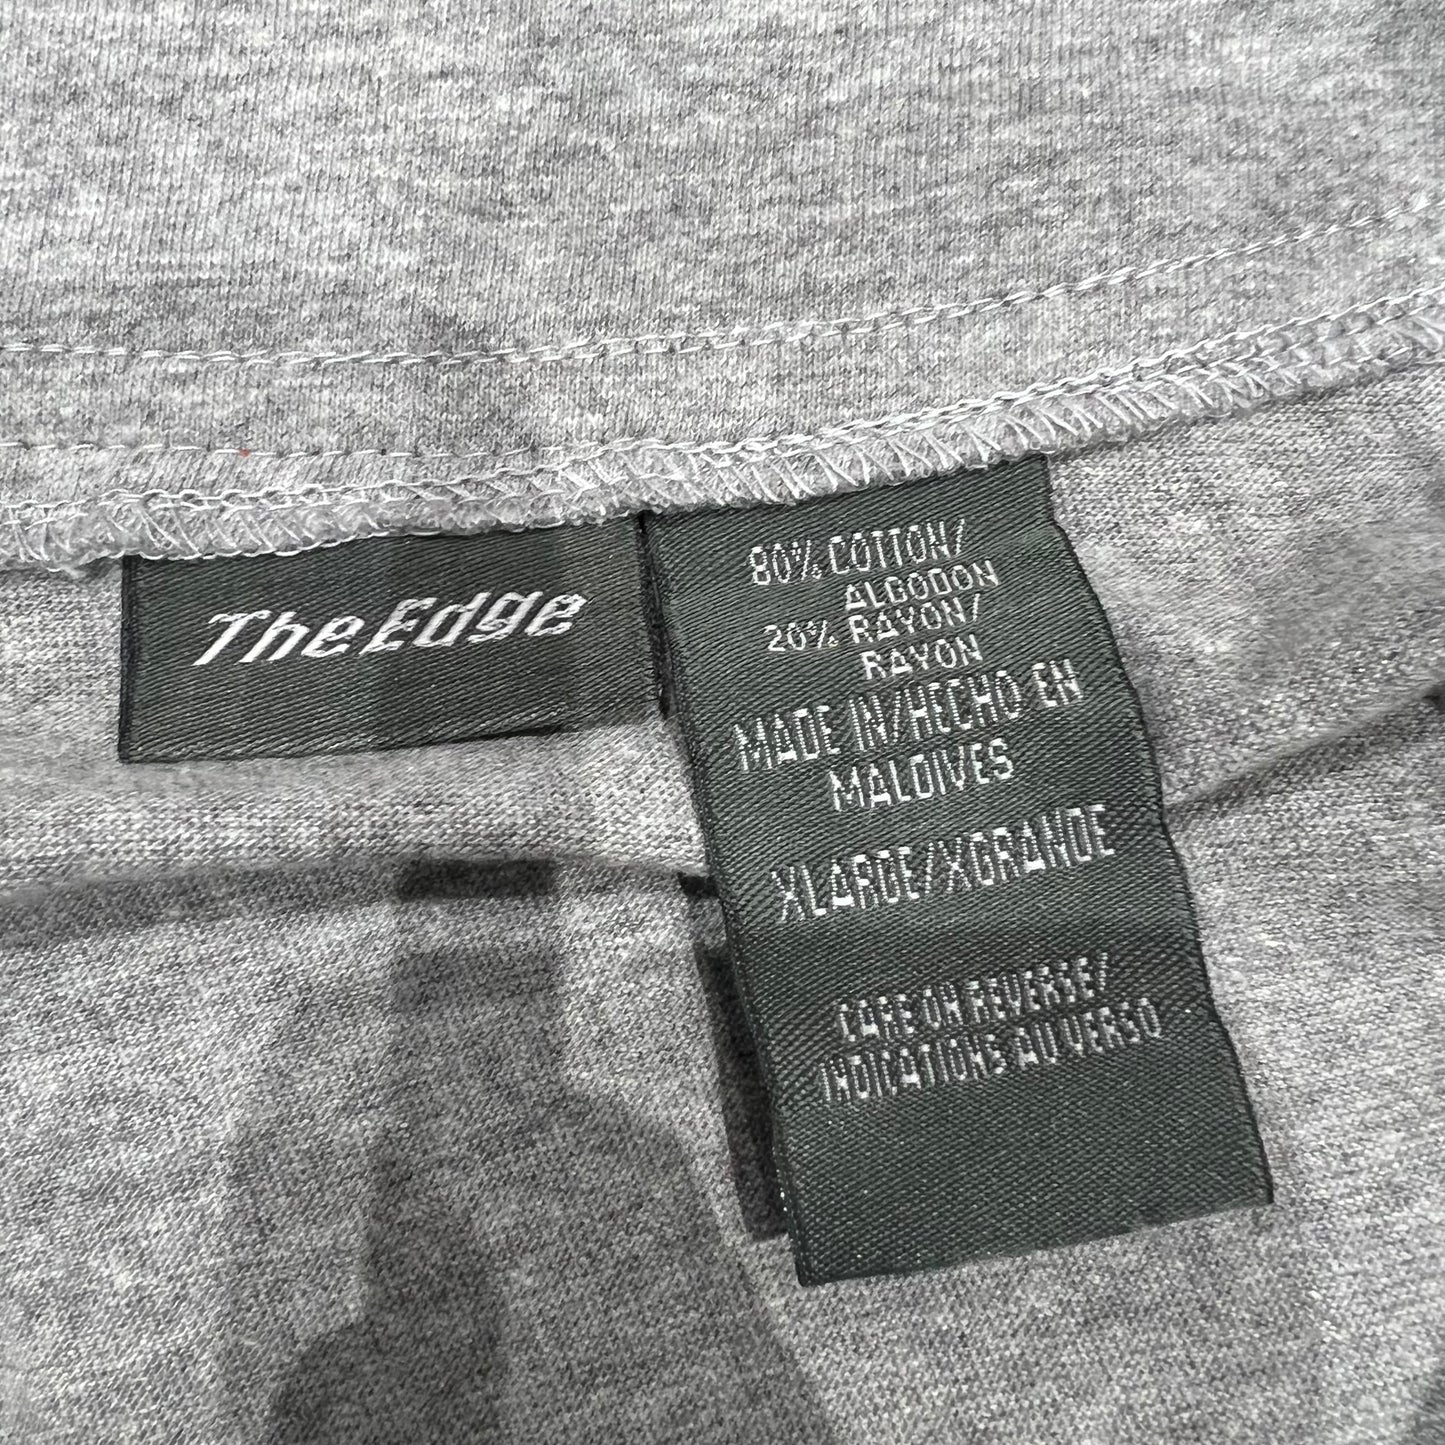 The Edge
80% COTTON/
ALGODON
20% RAYON/
RAYON
MADE IN/HECHO EN
MALDIVES
XLARGE/XGRANDE
CARE ON REVERSE/
INDICATIONS AU VERSO